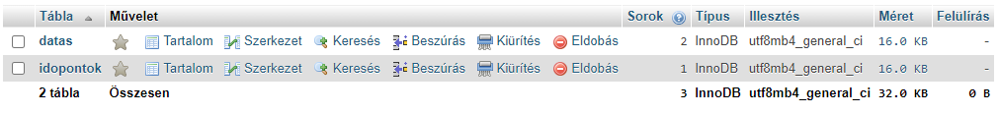 Tábla Művelet Sorok Típus Illesztés Méret Felülírás
datas Tartalom Szerkezet Keresés Beszúrás Kiürítés Eldobás 2 InnoDB utf8mb4_general_ci 16.0 KB -
idopontok Tartalom Szerkezet Keresés Beszúrás Kiürítés Eldobás 1 InnoDB utf8mb4_general_ci 16.0 KB -
2 tábla Összesen 3 InnoDB utf8mb4_general_ci 32.0 KB 0 B